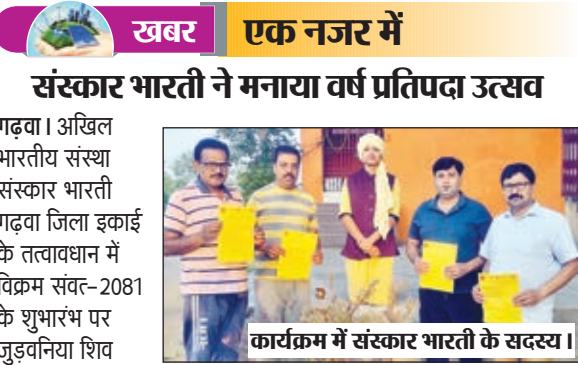 खबर एक नजर में
संस्कार भारती ने मनाया वर्ष प्रतिपदा उत्सव
गढ़वा। अखिल
भारतीय संस्था
संस्कार भारती
गढ़वा जिला इकाई
के तत्वावधान में
विक्रम संवत-2081
के शुभारंभ पर
जुड़वनिया शिव
कार्यक्रम में संस्कार भारती के सदस्य।